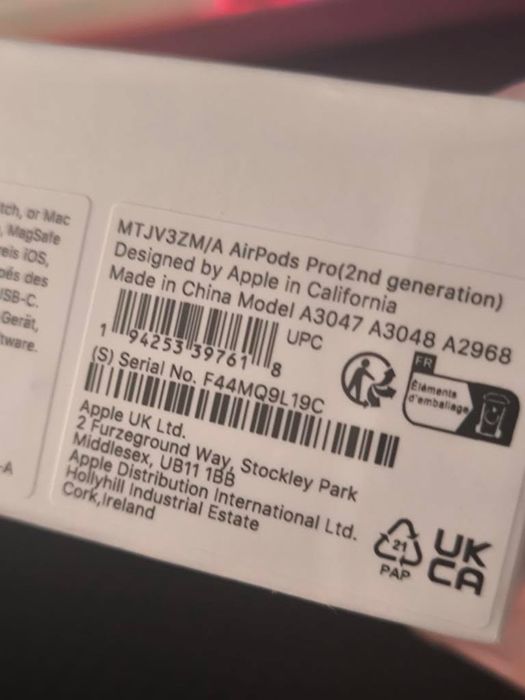 tch, or Mac
, MagSafe
reis iOS,
pés des
USB-C.
Gerät,
tware.
-A
MTJV3ZM/A AirPods Pro(2nd generation)
Designed by Apple in California
Made in China Model A3047 A3048 A2968
1 94253 39761 8 UPC
(S) Serial No. F44MQ9L19C
FR
Éléments
d'emballage
Apple UK Ltd.
2 Furzeground Way, Stockley Park
Middlesex, UB11 1BB
Apple Distribution International Ltd.
Hollyhill Industrial Estate
Cork,Ireland
21
PAP
UK
CA